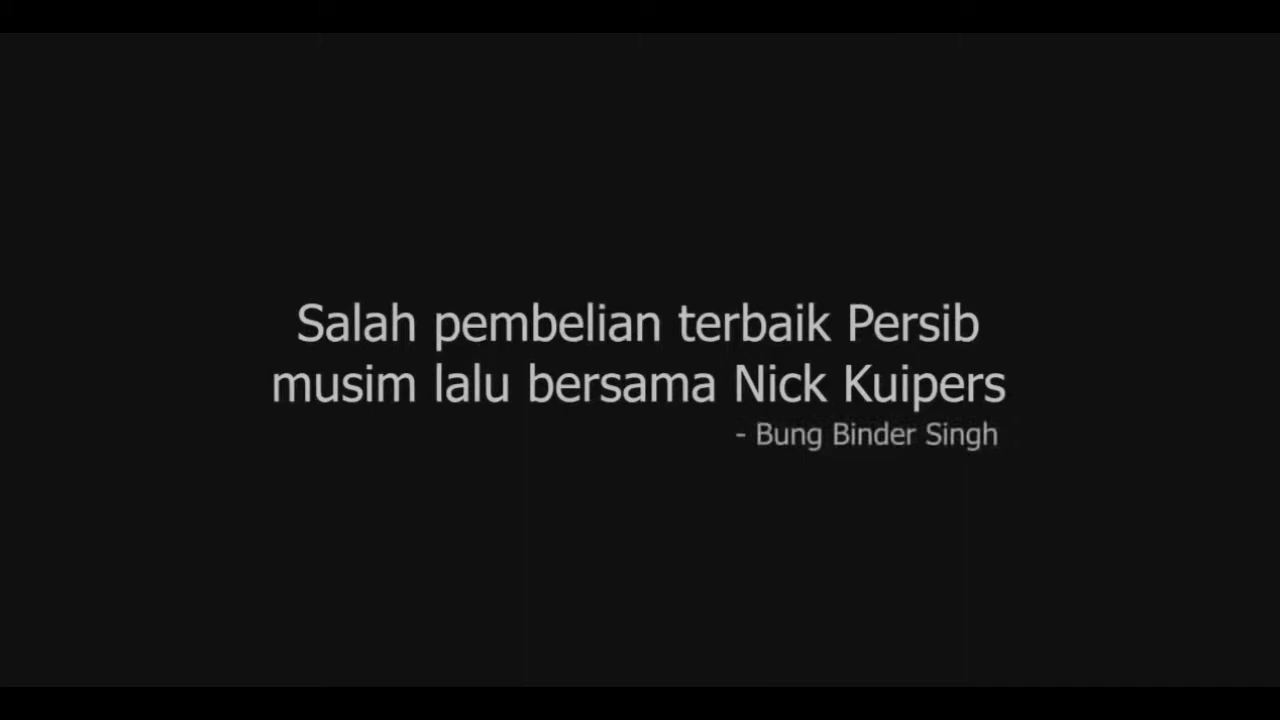 Salah pembelian terbaik Persib
musim lalu bersama Nick Kuipers
- Bung Binder Singh